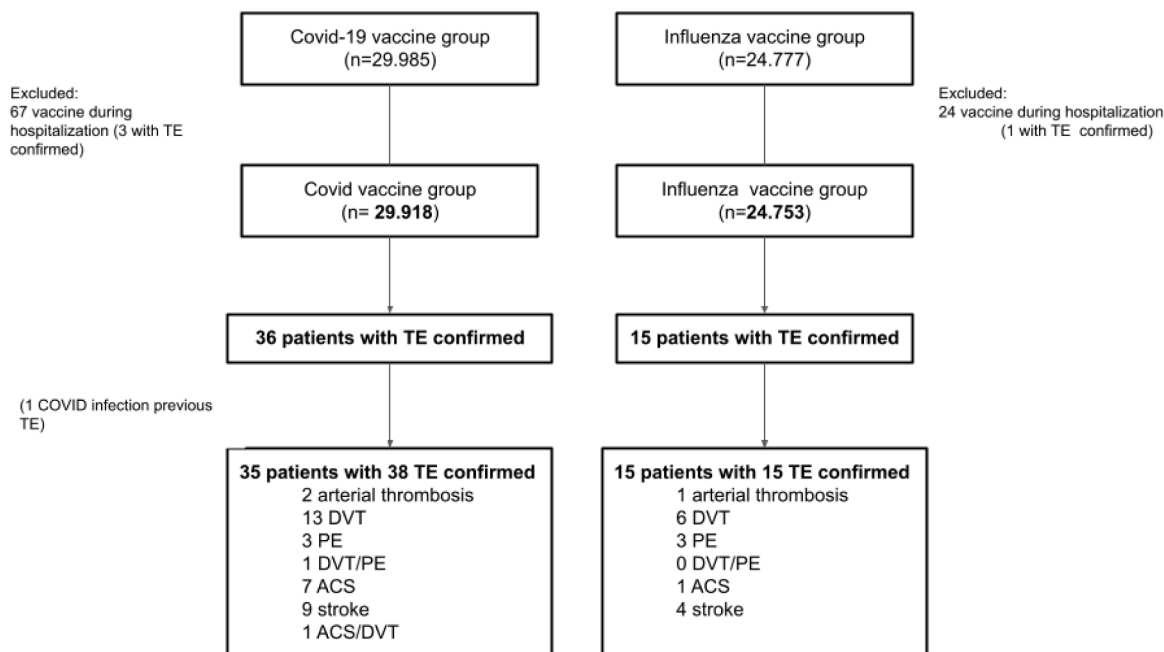 Covid-19 vaccine group
(n=29.985)
Influenza vaccine group
(n=24.777)
Excluded:
67 vaccine during
hospitalization (3 with TE
confirmed)
Excluded:
24 vaccine during hospitalization
(1 with TE confirmed)
Covid vaccine group
(n= 29.918)
Influenza vaccine group
(n=24.753)
36 patients with TE confirmed
15 patients with TE confirmed
(1 COVID infection previous
TE)
35 patients with 38 TE confirmed
2 arterial thrombosis
13 DVT
3 PE
1 DVT/PE
7 ACS
9 stroke
1 ACS/DVT
15 patients with 15 TE confirmed
1 arterial thrombosis
6 DVT
3 PE
0 DVT/PE
1 ACS
4 stroke